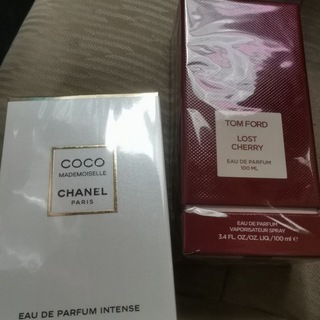 COCO
MADEMOISELLE
CHANEL
PARIS
EAU DE PARFUM INTENSE
TOM FORD
LOST
CHERRY
EAU DE PARFUM
100 ML
EAU DE PARFUM
VAPORISATEUR SPRAY
3.4 FL. OZ./OZ. LIQ./100 ml ℮